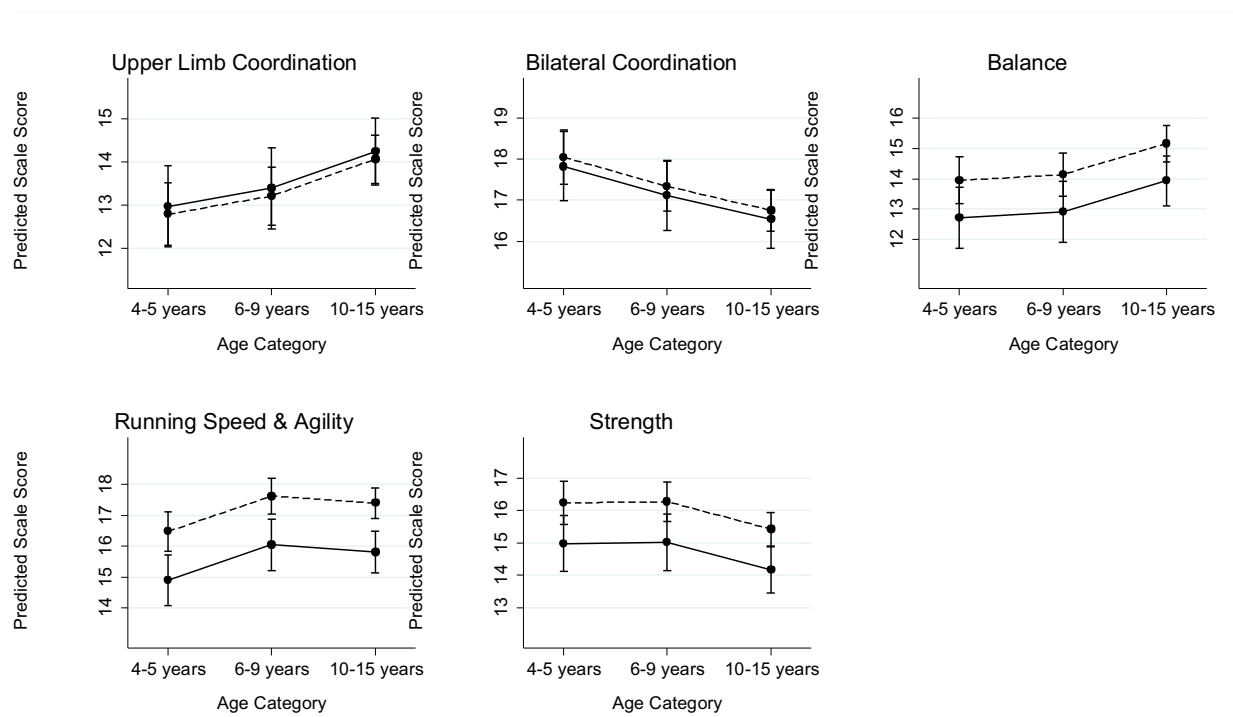 Upper Limb Coordination
Predicted Scale Score
15
14
13
12
4-5 years 6-9 years 10-15 years
Age Category
Bilateral Coordination
Predicted Scale Score
19
18
17
16
4-5 years 6-9 years 10-15 years
Age Category
Balance
Predicted Scale Score
16
15
14
13
12
4-5 years 6-9 years 10-15 years
Age Category
Running Speed & Agility
Predicted Scale Score
18
17
16
15
14
4-5 years 6-9 years 10-15 years
Age Category
Strength
Predicted Scale Score
17
16
15
14
13
4-5 years 6-9 years 10-15 years
Age Category